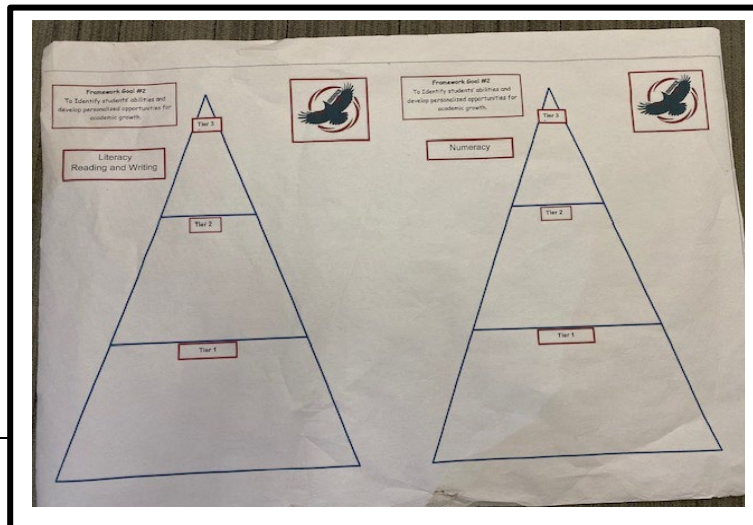 Framework Goal #2
To Identify students' abilities and
develop personalized opportunities for
academic growth.
Literacy
Reading and Writing
Tier 3
Tier 2
Tier 1
Framework Goal #2
To Identify students' abilities and
develop personalized opportunities for
academic growth.
Numeracy
Tier 3
Tier 2
Tier 1